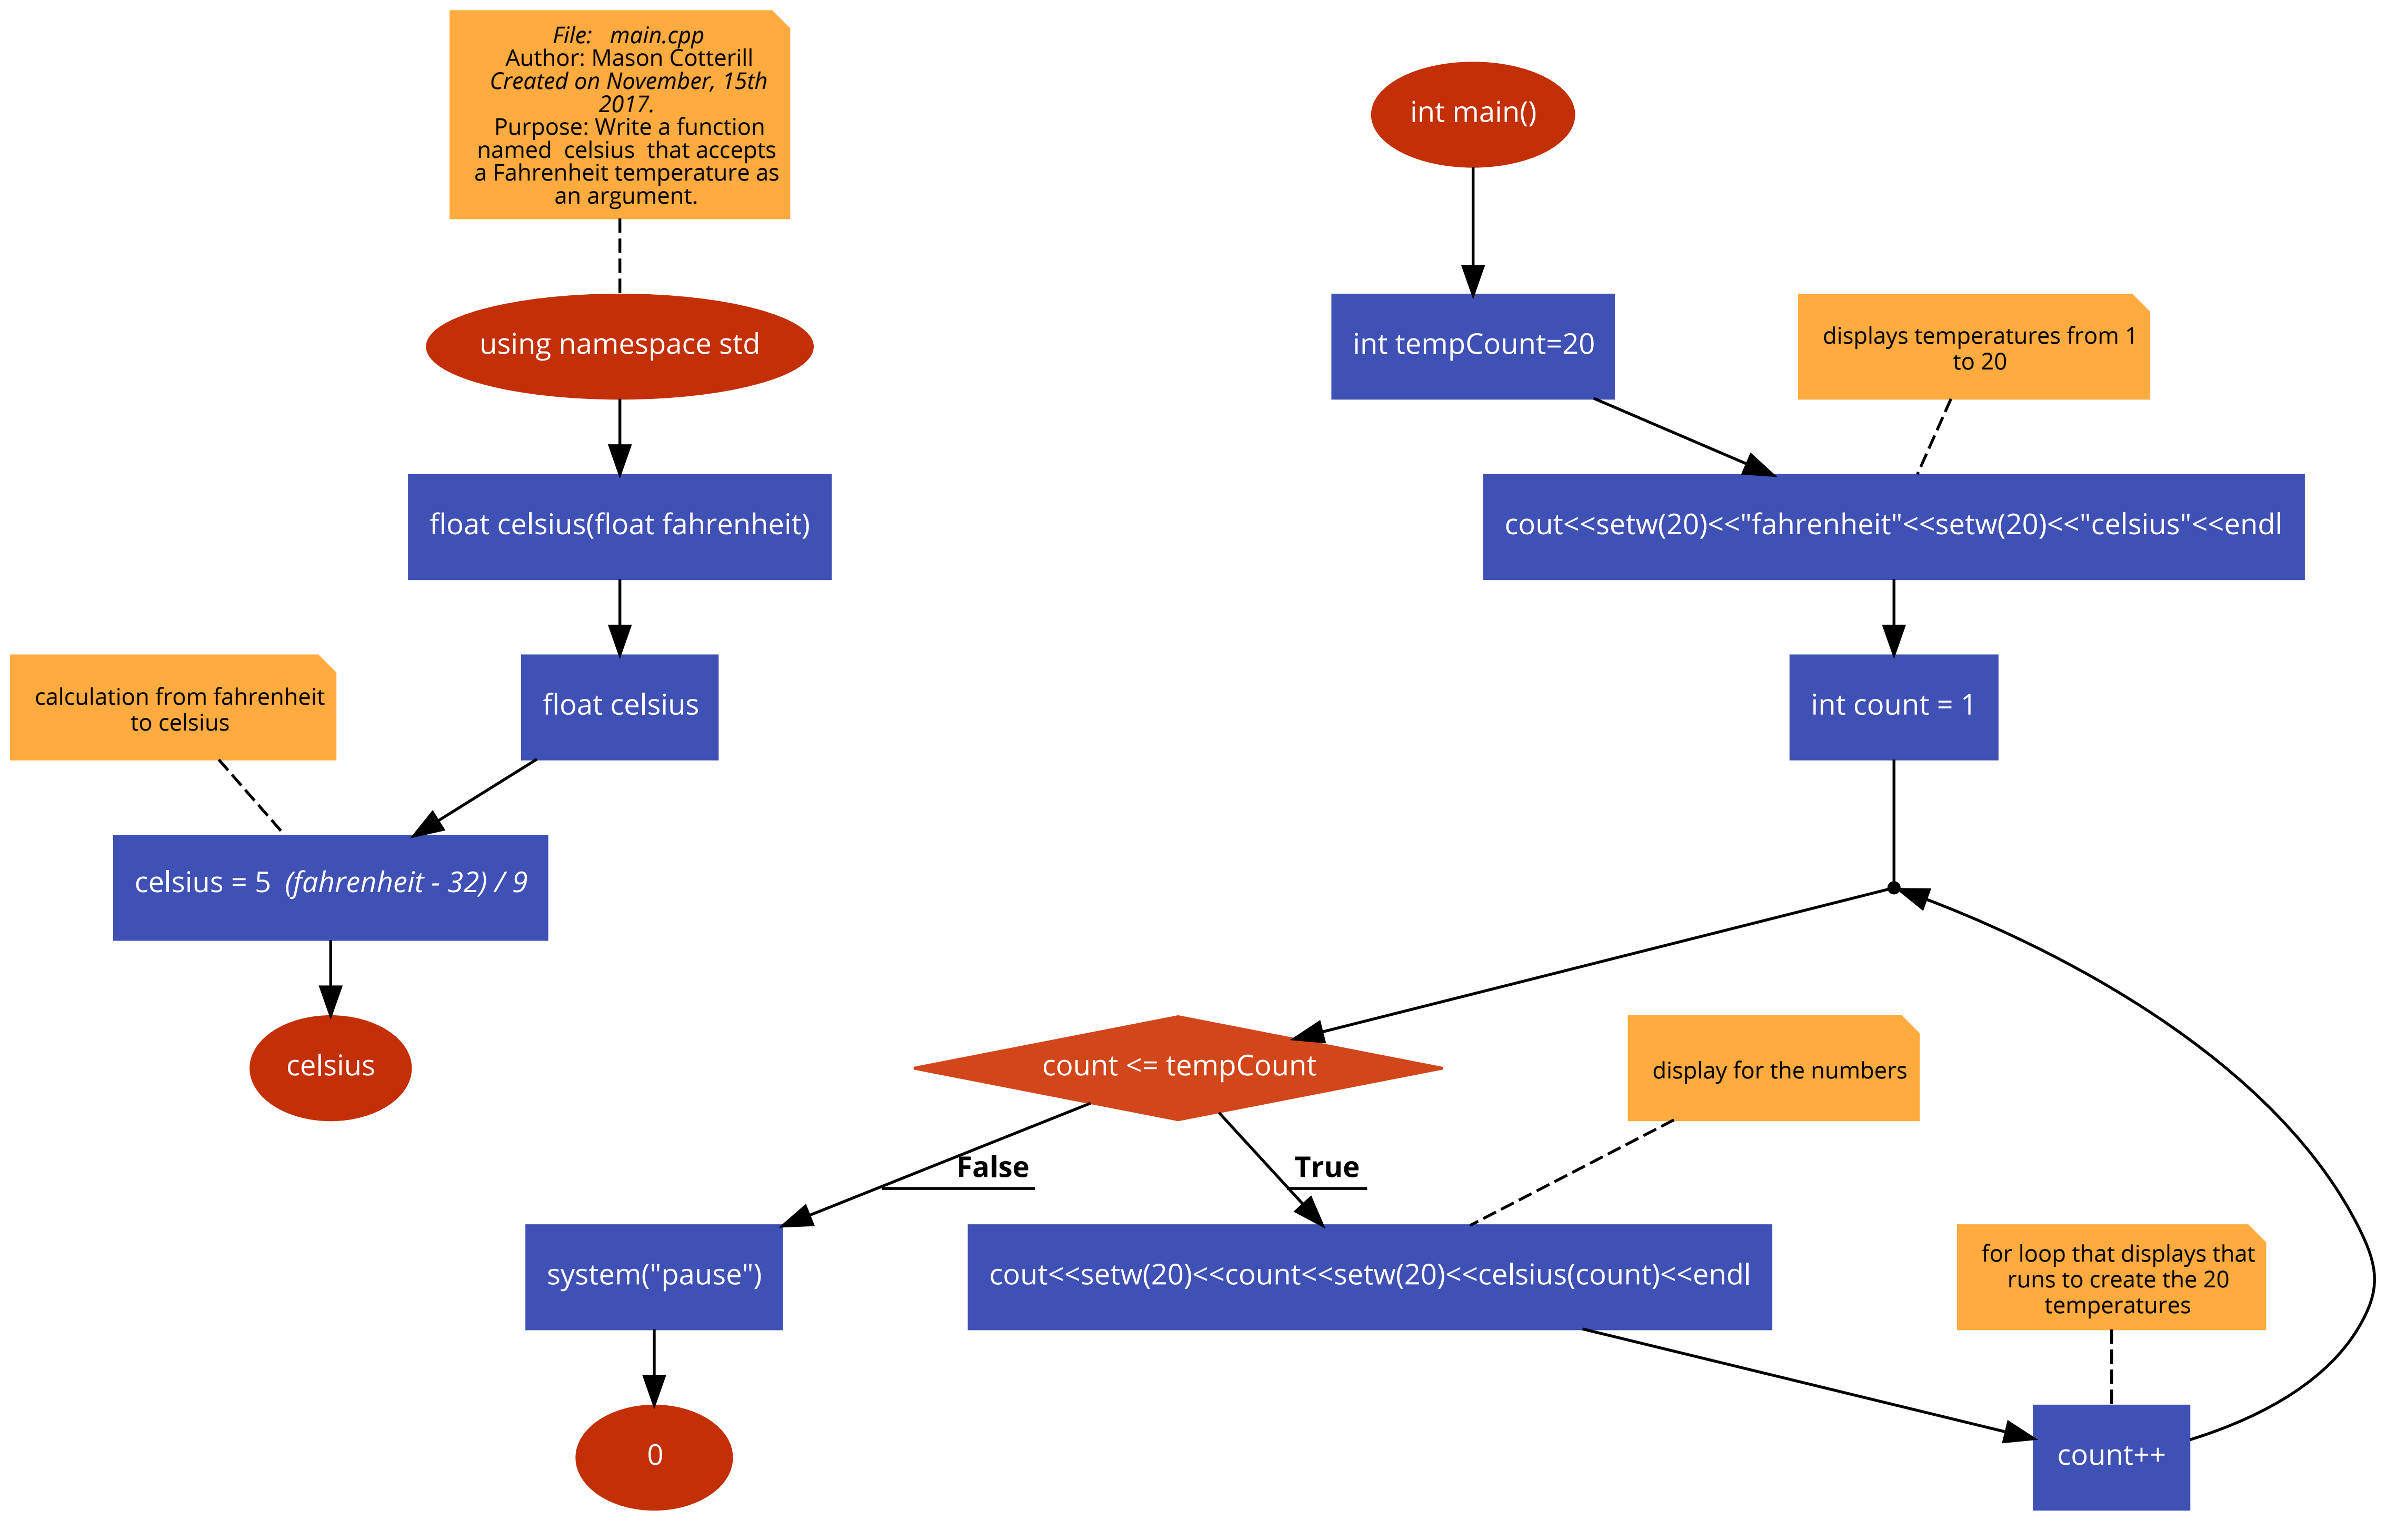 File:   main.cpp
Author: Mason Cotterill
Created on November, 15th
2017.
Purpose: Write a function
named  celsius  that accepts
a Fahrenheit temperature as
an argument.
using namespace std
float celsius(float fahrenheit)
float celsius
calculation from fahrenheit
to celsius
celsius = 5  (fahrenheit - 32) / 9
celsius
int main()
int tempCount=20
displays temperatures from 1
to 20
cout<<setw(20)<<"fahrenheit"<<setw(20)<<"celsius"<<endl
int count = 1
count <= tempCount
False
True
display for the numbers
system("pause")
cout<<setw(20)<<count<<setw(20)<<celsius(count)<<endl
for loop that displays that
runs to create the 20
temperatures
0
count++